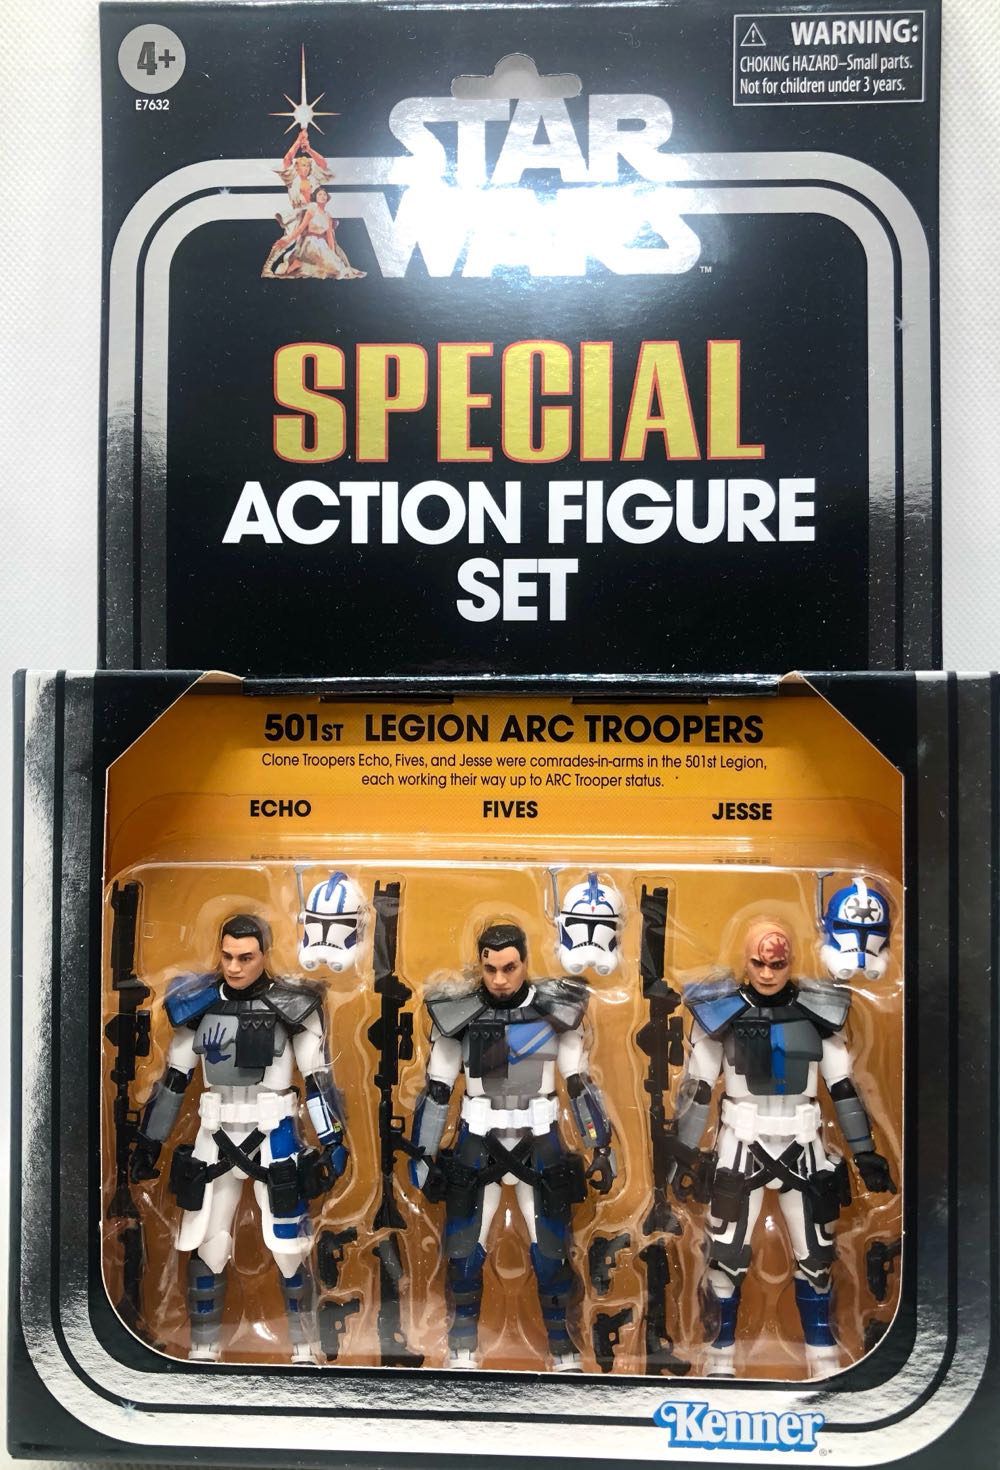 4+
E7632
WARNING:
CHOKING HAZARD–Small parts.
Not for children under 3 years.
STAR
WARS
TM
SPECIAL
ACTION FIGURE
SET
501ST LEGION ARC TROOPERS
Clone Troopers Echo, Fives, and Jesse were comrades-in-arms in the 501st Legion,
each working their way up to ARC Trooper status.
ECHO FIVES JESSE
Kenner®